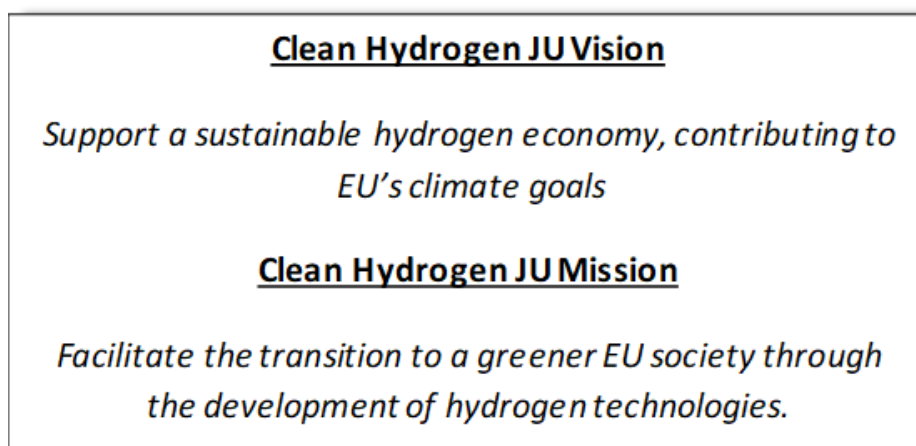 Clean Hydrogen JU Vision
Support a sustainable hydrogen economy, contributing to
EU’s climate goals
Clean Hydrogen JU Mission
Facilitate the transition to a greener EU society through
the development of hydrogen technologies.